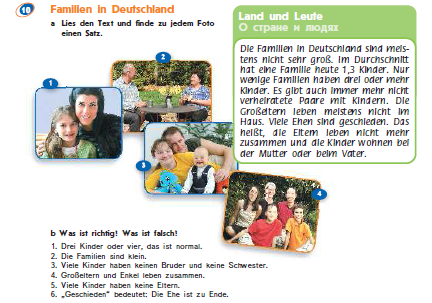 10 Familien in Deutschland
a Lies den Text und finde zu jedem Foto
einen Satz.
1
2
3
4
Land und Leute
О стране и людях
Die Familien in Deutschland sind meis-
tens nicht sehr groß. Im Durchschnitt
hat eine Familie heute 1,3 Kinder. Nur
wenige Familien haben drei oder mehr
Kinder. Es gibt auch immer mehr nicht
verheiratete Paare mit Kindern. Die
Großeltern leben meistens nicht im
Haus. Viele Ehen sind geschieden. Das
heißt, die Eltern leben nicht mehr
zusammen und die Kinder wohnen bei
der Mutter oder beim Vater.
b Was ist richtig? Was ist falsch?
1. Drei Kinder oder vier, das ist normal.
2. Die Familien sind klein.
3. Viele Kinder haben keinen Bruder und keine Schwester.
4. Großeltern und Enkel leben zusammen.
5. Viele Kinder haben keine Eltern.
6. „Geschieden" bedeutet: Die Ehe ist zu Ende.